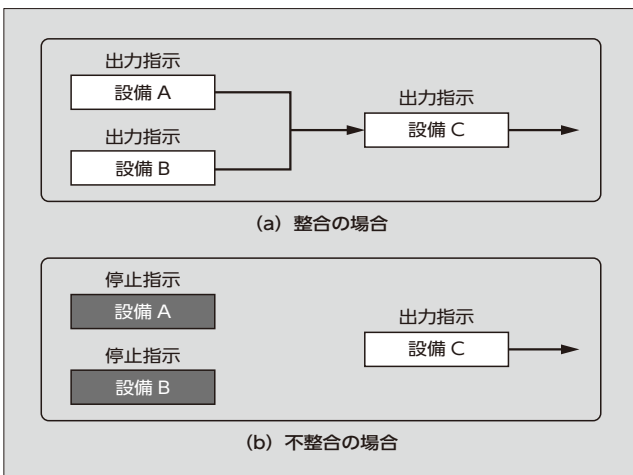 出力指示
設備 A
出力指示
設備 B
出力指示
設備 C
(a) 整合の場合
停止指示
設備 A
停止指示
設備 B
出力指示
設備 C
(b) 不整合の場合